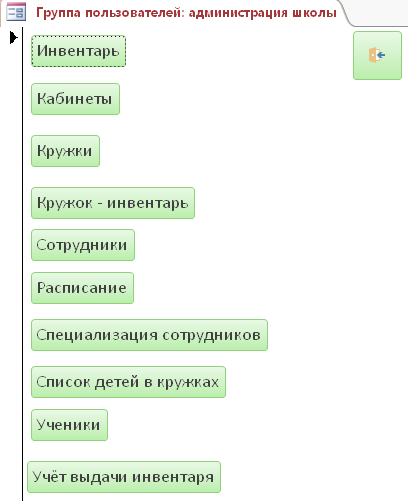 Группа пользователей: администрация школы
Инвентарь
Кабинеты
Кружки
Кружок - инвентарь
Сотрудники
Расписание
Специализация сотрудников
Список детей в кружках
Ученики
Учёт выдачи инвентаря